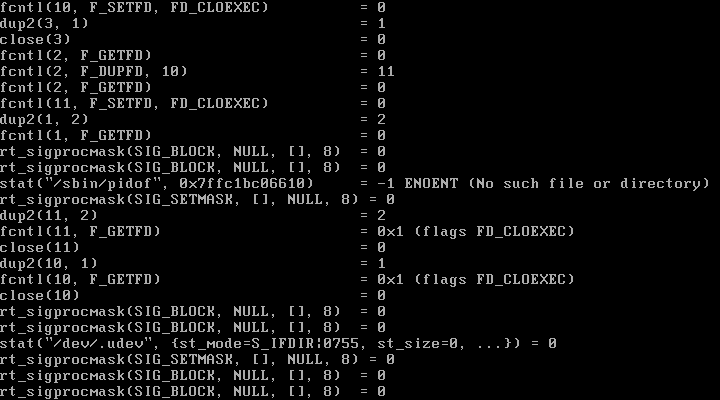 fcntl(10, F_SETFD, FD_CLOEXEC)          = 0
dup2(3, 1)                              = 1
close(3)                                = 0
fcntl(2, F_GETFD)                       = 0
fcntl(2, F_DUPFD, 10)                   = 11
fcntl(2, F_GETFD)                       = 0
fcntl(11, F_SETFD, FD_CLOEXEC)          = 0
dup2(1, 2)                              = 2
fcntl(1, F_GETFD)                       = 0
rt_sigprocmask(SIG_BLOCK, NULL, [], 8)  = 0
rt_sigprocmask(SIG_BLOCK, NULL, [], 8)  = 0
stat("/sbin/pidof", 0x7ffc1bc06610)     = -1 ENOENT (No such file or directory)
rt_sigprocmask(SIG_SETMASK, [], NULL, 8) = 0
dup2(11, 2)                             = 2
fcntl(11, F_GETFD)                      = 0x1 (flags FD_CLOEXEC)
close(11)                               = 0
dup2(10, 1)                             = 1
fcntl(10, F_GETFD)                      = 0x1 (flags FD_CLOEXEC)
close(10)                               = 0
rt_sigprocmask(SIG_BLOCK, NULL, [], 8)  = 0
rt_sigprocmask(SIG_BLOCK, NULL, [], 8)  = 0
stat("/dev/.udev", {st_mode=S_IFDIR|0755, st_size=0, ...}) = 0
rt_sigprocmask(SIG_SETMASK, [], NULL, 8) = 0
rt_sigprocmask(SIG_BLOCK, NULL, [], 8)  = 0
rt_sigprocmask(SIG_BLOCK, NULL, [], 8)  = 0